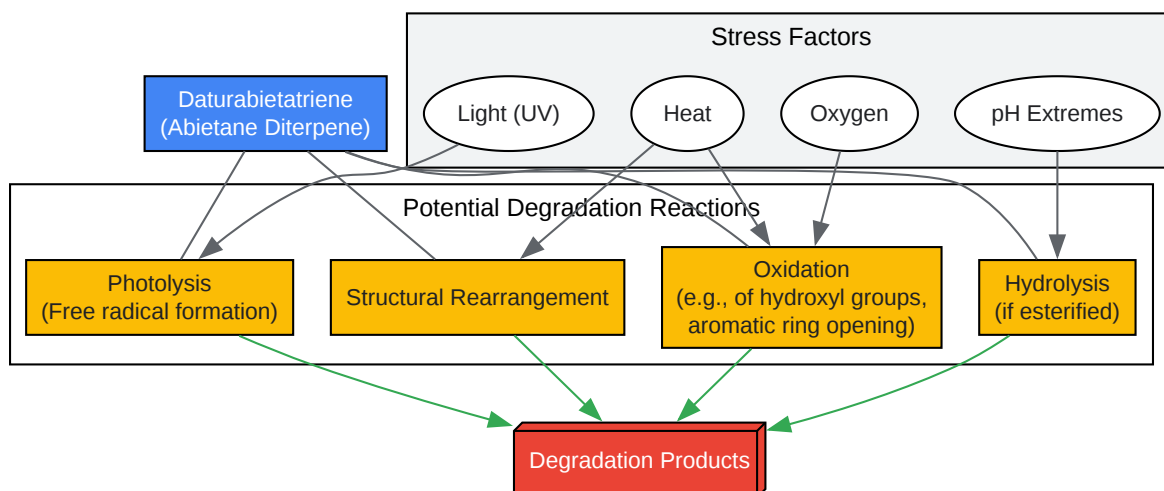 Stress Factors
Daturabietatriene
(Abietane Diterpene)
Light (UV)
Heat
Oxygen
pH Extremes
Potential Degradation Reactions
Photolysis
(Free radical formation)
Structural Rearrangement
Oxidation
(e.g., of hydroxyl groups,
aromatic ring opening)
Hydrolysis
(if esterified)
Degradation Products